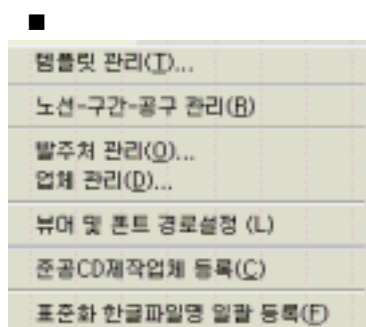 ■
템플릿 관리(T)...
노선-구간-공구 관리(R)
발주처 관리(O)...
업체 관리(D)...
뷰어 및 폰트 경로설정 (L)
준공CD제작업체 등록(C)
표준화 한글파일명 일괄 등록(F)